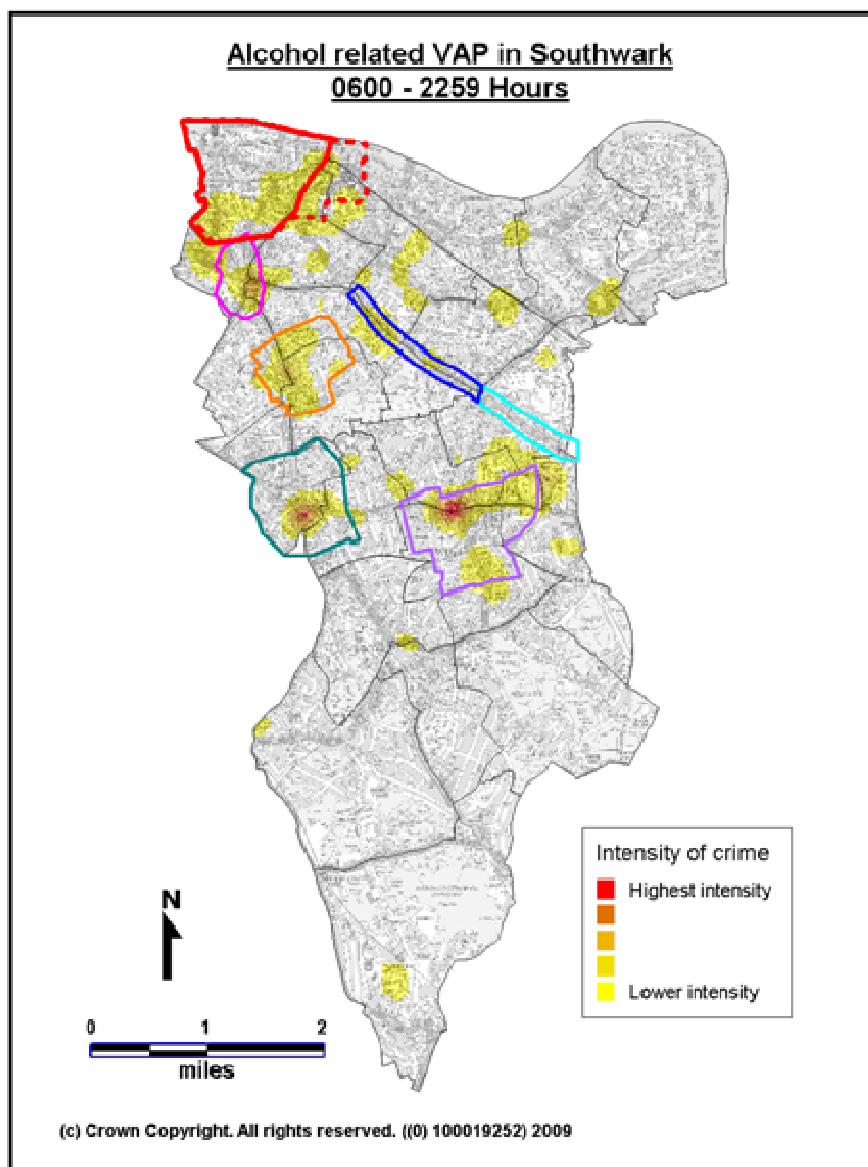 Alcohol related VAP in Southwark
0600 - 2259 Hours
Intensity of crime
Highest intensity
Lower intensity
N
0 1 2
miles
(c) Crown Copyright. All rights reserved. ((0) 100019252) 2009